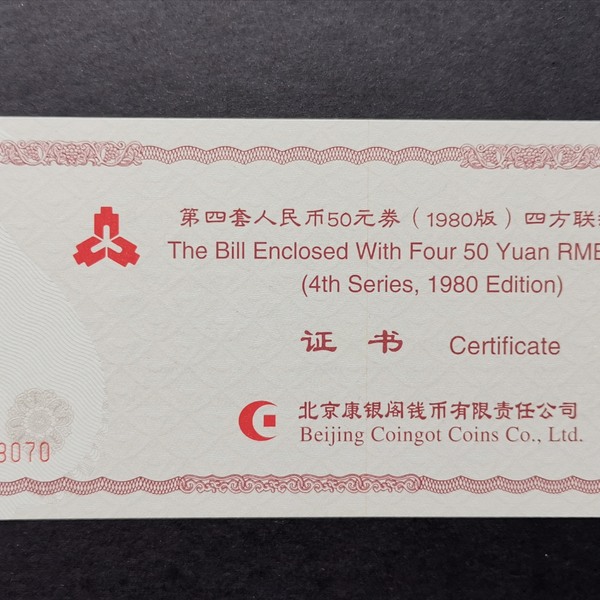 第四套人民币50元券（1980版）四方联
The Bill Enclosed With Four 50 Yuan RMB
(4th Series, 1980 Edition)
证书 Certificate
北京康银阁钱币有限责任公司
Beijing Coingot Coins Co., Ltd.
3070